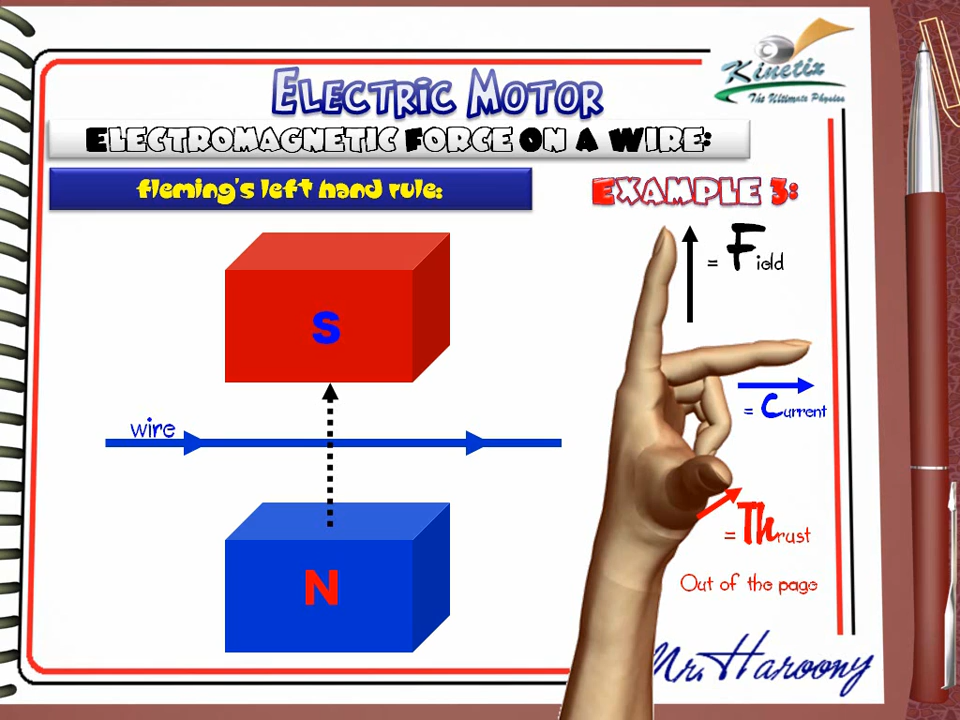 Kinetix
The Ultimate Physics
Electric Motor
Electromagnetic Force On A Wire:
fleming's left hand rule:
Example 3:
= Field
S
= Current
wire
= Thrust
N
Out of the page
Mr. Haroony